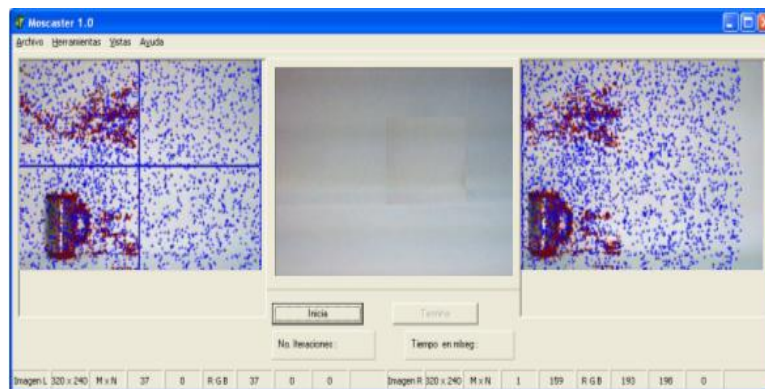 Moscaster 1.0
Archivo Herramientas Vistas Ayuda
Inicia Termina
No. Iteraciones : Tiempo en mseg :
Imagen L 320 x 240 M x N 37 0 R G B 37 0 0 Imagen R 320 x 240 M x N 1 159 R G B 193 198 0